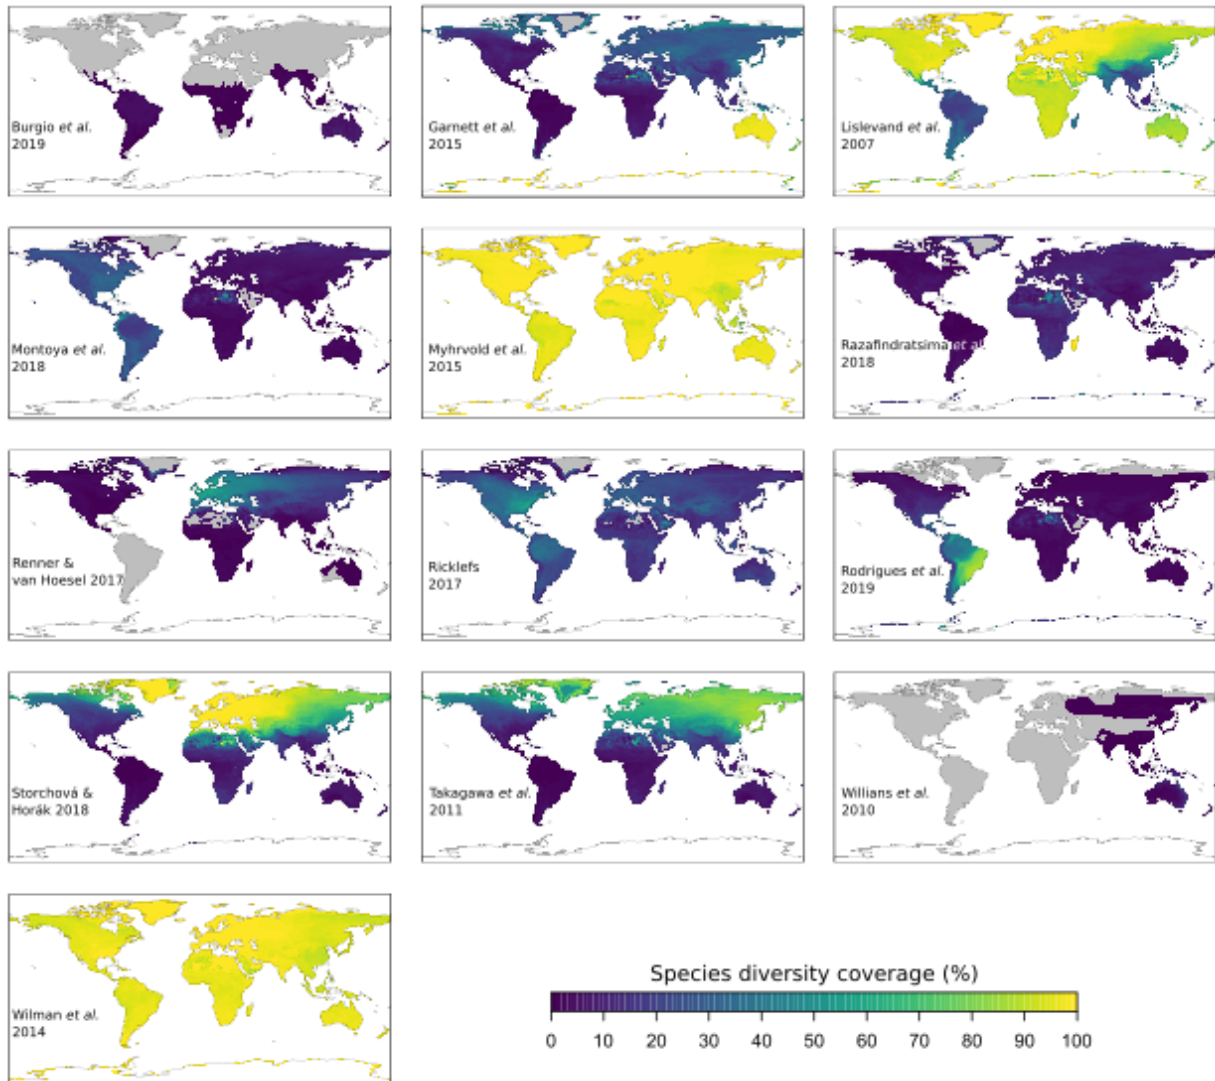 Burgio et al.
2019
Garnett et al.
2015
Lislevand et al.
2007
Montoya et al.
2018
Myhrvold et al.
2015
Razafindratsima et al.
2018
Renner &
van Hoesel 2017
Ricklefs
2017
Rodrigues et al.
2019
Storchová &
Horák 2018
Takagawa et al.
2011
Willians et al.
2010
Wilman et al.
2014
Species diversity coverage (%)
0 10 20 30 40 50 60 70 80 90 100